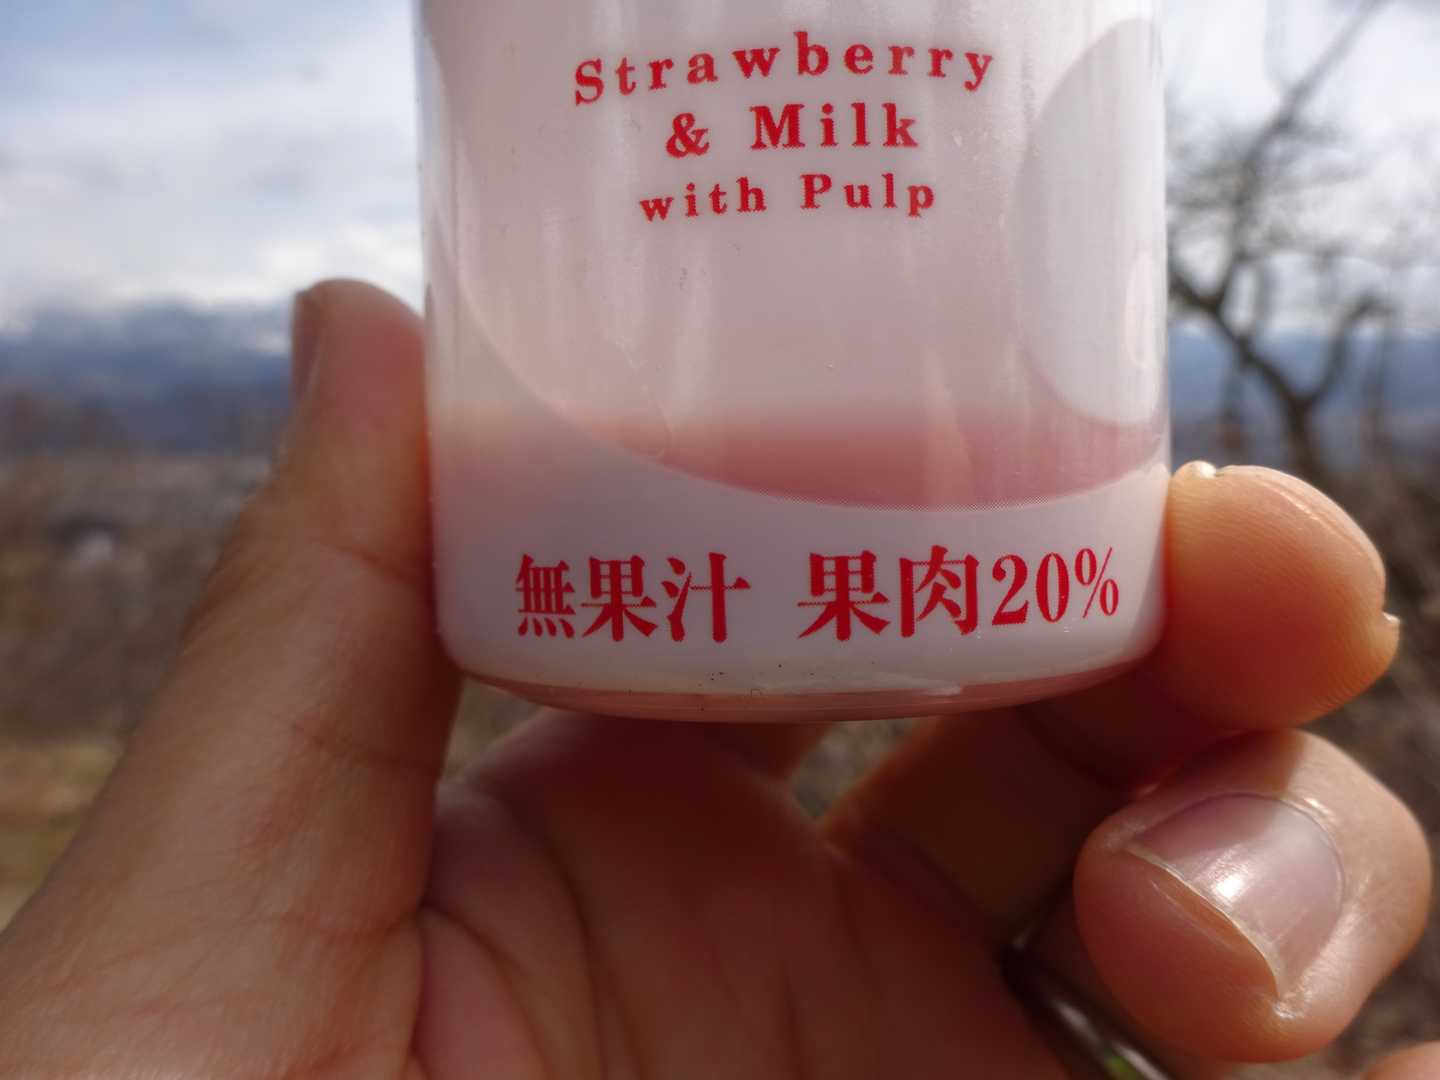 Strawberry
& Milk
with Pulp
無果汁 果肉20%